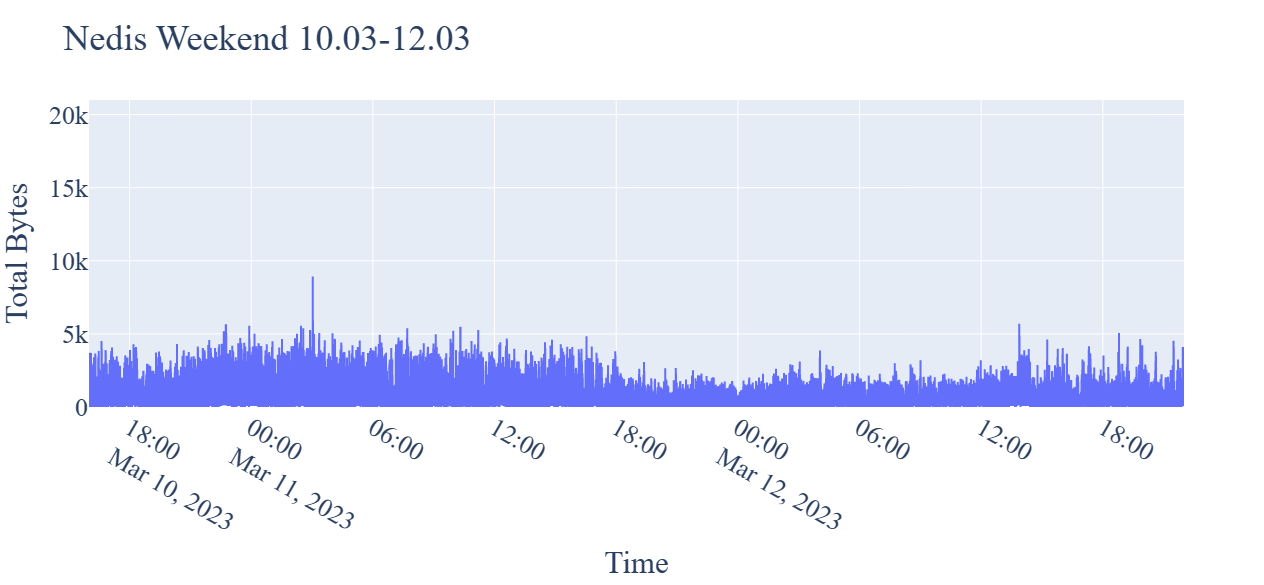 Nedis Weekend 10.03-12.03
20k
15k
10k
5k
0
Total Bytes
18:00
Mar 10, 2023
00:00
Mar 11, 2023
06:00
12:00
18:00
00:00
Mar 12, 2023
06:00
12:00
18:00
Time